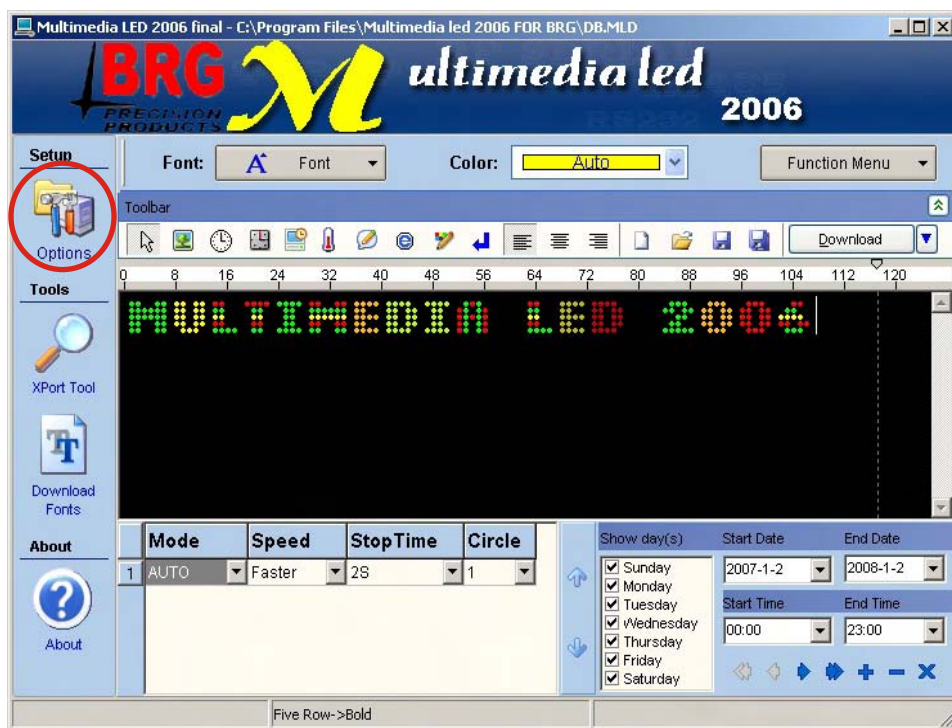 Multimedia LED 2006 final - C:\Program Files\Multimedia led 2006 FOR BRG\DB.MLD
BRG
PRECISION
PRODUCTS
Multimedia led
2006
Setup
Font: A Font
Color: Auto
Function Menu
Options
Toolbar
Download
0 8 16 24 32 40 48 56 64 72 80 88 96 104 112 120
MULTIMEDIA LED 2006
Tools
XPort Tool
Download
Fonts
About
About
Mode Speed StopTime Circle
1 AUTO Faster 2S 1
Show day(s)
Sunday
Monday
Tuesday
Wednesday
Thursday
Friday
Saturday
Start Date End Date
2007-1-2 2008-1-2
Start Time End Time
00:00 23:00
Five Row->Bold